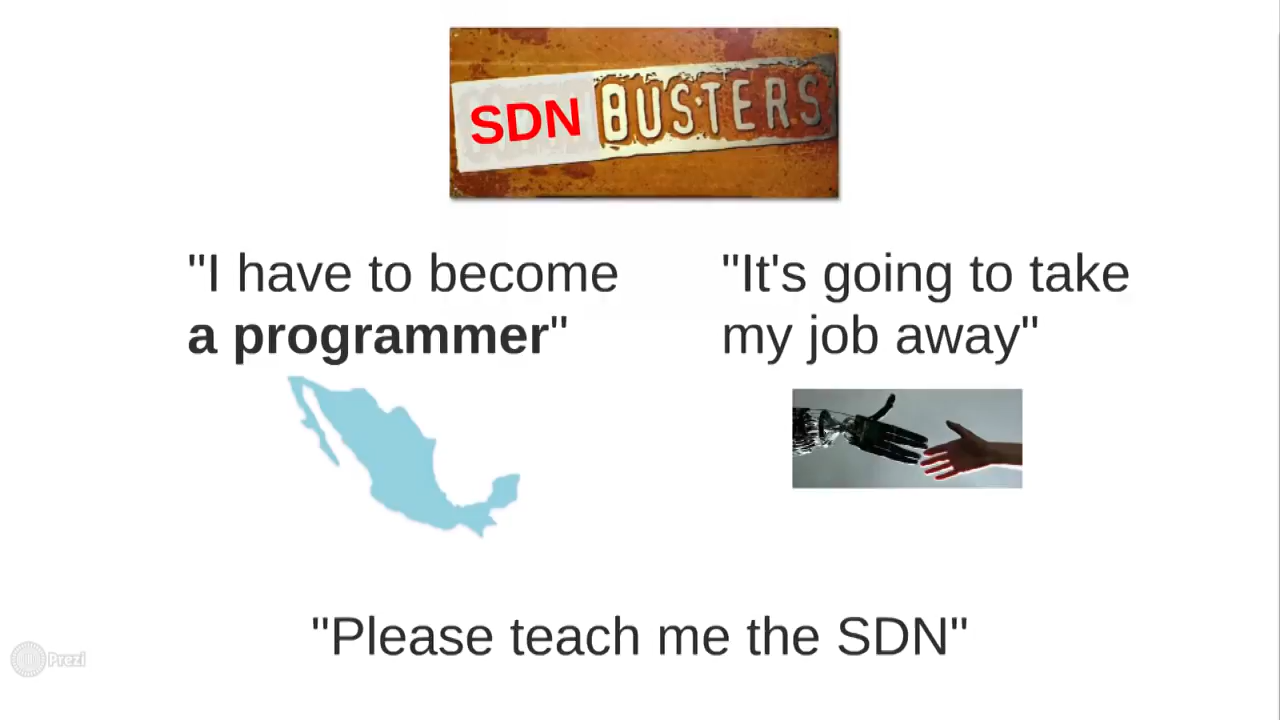 SDN BUSTERS
"I have to become
a programmer"
"It's going to take
my job away"
"Please teach me the SDN"
Prezi